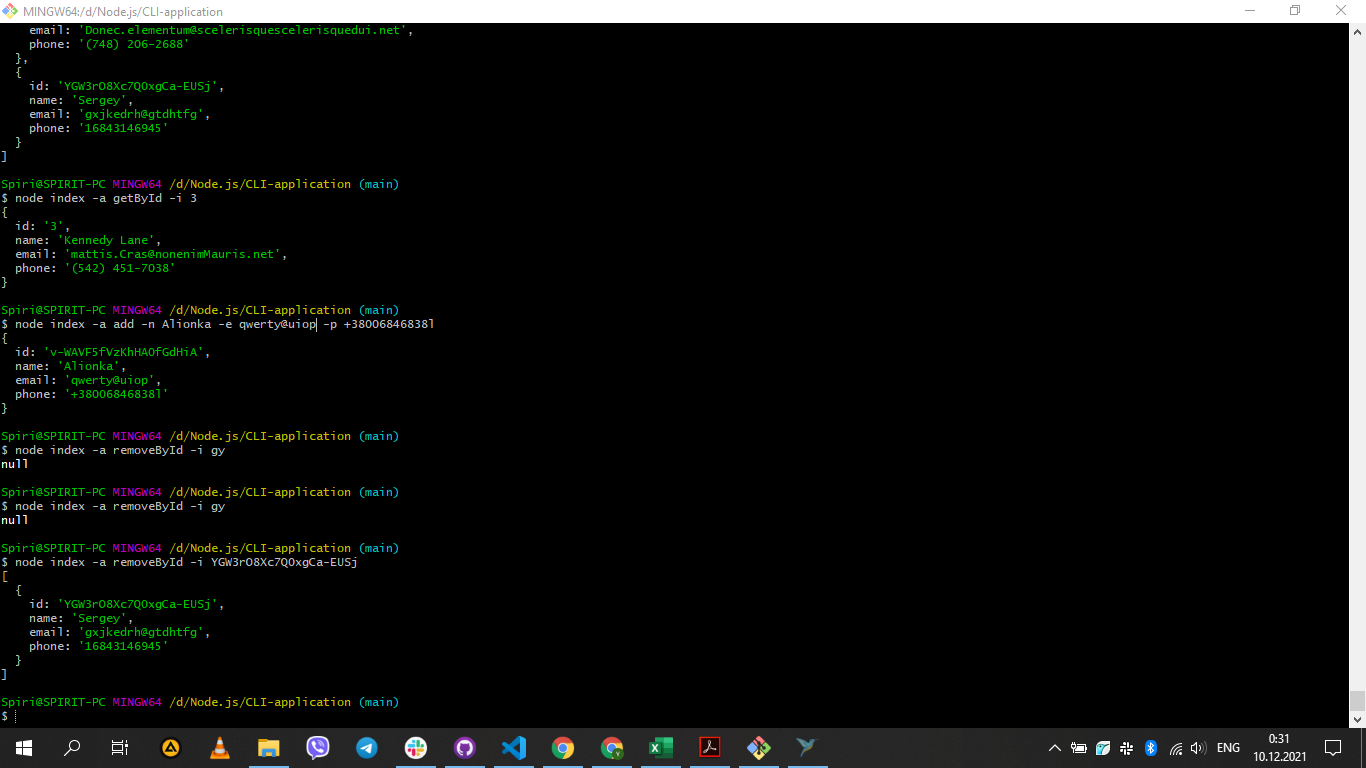 MINGW64:/d/Node.js/CLI-application
email: 'Donec.elementum@scelerisquescelerisquedui.net',
phone: '(748) 206-2688'
},
{
id: 'YGW3rO8Xc7QOxgCa-EUSj',
name: 'Sergey',
email: 'gxjkedrh@gtdhtfg',
phone: '16843146945'
}
]
Spiri@SPIRIT-PC MINGW64 /d/Node.js/CLI-application (main)
$ node index -a getById -i 3
{
id: '3',
name: 'Kennedy Lane',
email: 'mattis.Cras@nonenimMauris.net',
phone: '(542) 451-7038'
}
Spiri@SPIRIT-PC MINGW64 /d/Node.js/CLI-application (main)
$ node index -a add -n Alionka -e qwerty@uiop -p +38006846838l
{
id: 'v-WAVF5fVzKhHAOfGdHiA',
name: 'Alionka',
email: 'qwerty@uiop',
phone: '+38006846838l'
}
Spiri@SPIRIT-PC MINGW64 /d/Node.js/CLI-application (main)
$ node index -a removeById -i gy
null
Spiri@SPIRIT-PC MINGW64 /d/Node.js/CLI-application (main)
$ node index -a removeById -i gy
null
Spiri@SPIRIT-PC MINGW64 /d/Node.js/CLI-application (main)
$ node index -a removeById -i YGW3rO8Xc7QOxgCa-EUSj
[
{
id: 'YGW3rO8Xc7QOxgCa-EUSj',
name: 'Sergey',
email: 'gxjkedrh@gtdhtfg',
phone: '16843146945'
}
]
Spiri@SPIRIT-PC MINGW64 /d/Node.js/CLI-application (main)
$
ENG
0:31
10.12.2021